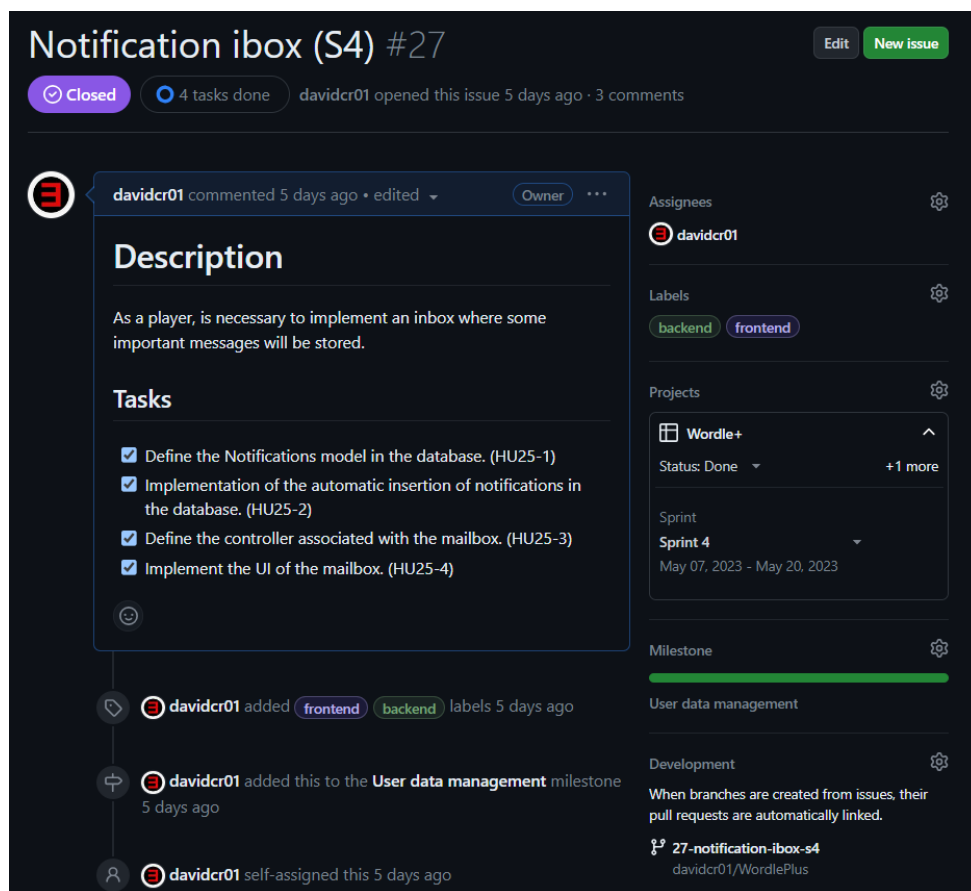 Notification ibox (S4) #27
Edit
New issue
Closed
4 tasks done
davidcr01 opened this issue 5 days ago · 3 comments
davidcr01 commented 5 days ago • edited
Owner
Description
As a player, is necessary to implement an inbox where some
important messages will be stored.
Tasks
Define the Notifications model in the database. (HU25-1)
Implementation of the automatic insertion of notifications in
the database. (HU25-2)
Define the controller associated with the mailbox. (HU25-3)
Implement the UI of the mailbox. (HU25-4)
davidcr01 added frontend backend labels 5 days ago
davidcr01 added this to the User data management milestone
5 days ago
davidcr01 self-assigned this 5 days ago
Assignees
davidcr01
Labels
backend frontend
Projects
Wordle+
Status: Done
+1 more
Sprint
Sprint 4
May 07, 2023 - May 20, 2023
Milestone
User data management
Development
When branches are created from issues, their
pull requests are automatically linked.
27-notification-ibox-s4
davidcr01/WordlePlus